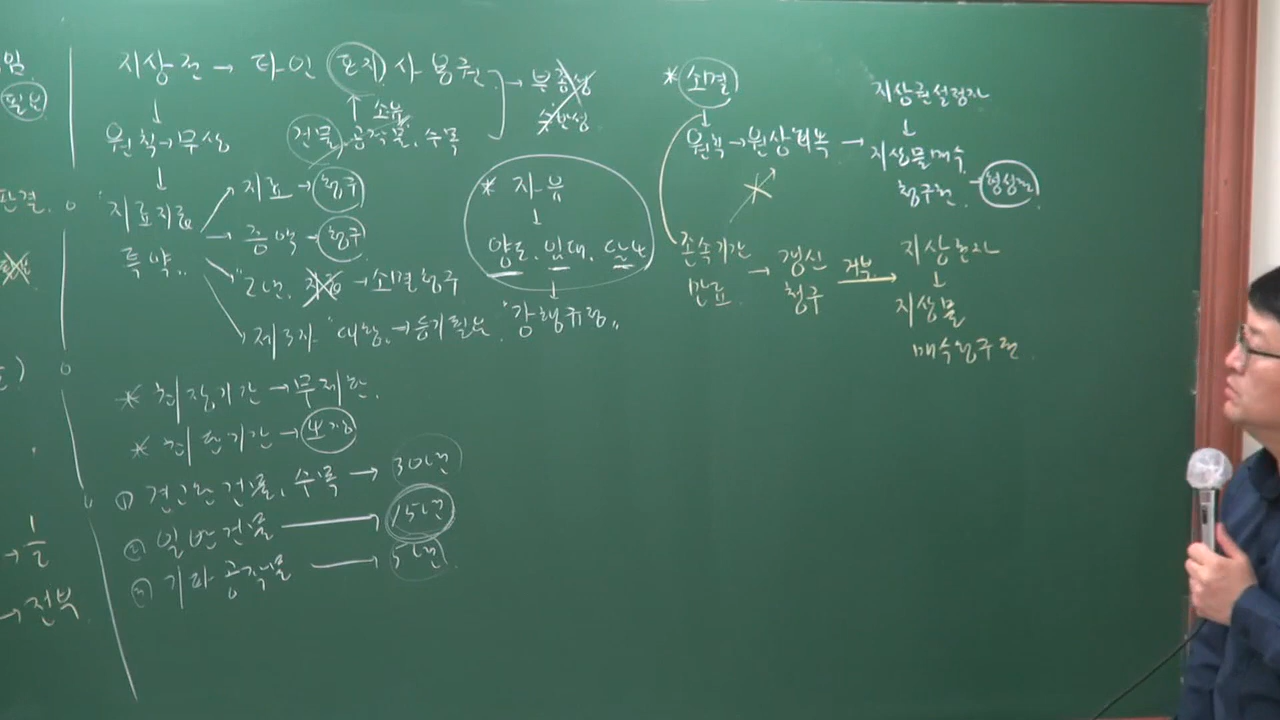 필보
판결.
→ 1/2
→ 전부
지상권 → 타인 토지 사용권 → 부종성
수반성
↓ ↑ 소유
원칙→무상 건물, 공작물, 수목
↓
"지료지급
특약"
지료 → 청구
증액 → 청구
"2년" 지료 → 소멸청구
제3자 "대항" → 등기필요
* 자유
↓
양도, 임대, 담보
↓
"강행규정"
* 최장기간 → 무제한.
* 최단기간 → 보장
① 견고한 건물, 수목 → 30년
② 일반건물 → 15년
③ 기타 공작물 → 5년
* 소멸
↓
원칙→원상회복 → 지상권설정자
↓
지상물매수
청구권 → 형성권
존속기간
만료 → 갱신
청구 거부 → 지상권자
↓
지상물
매수청구권